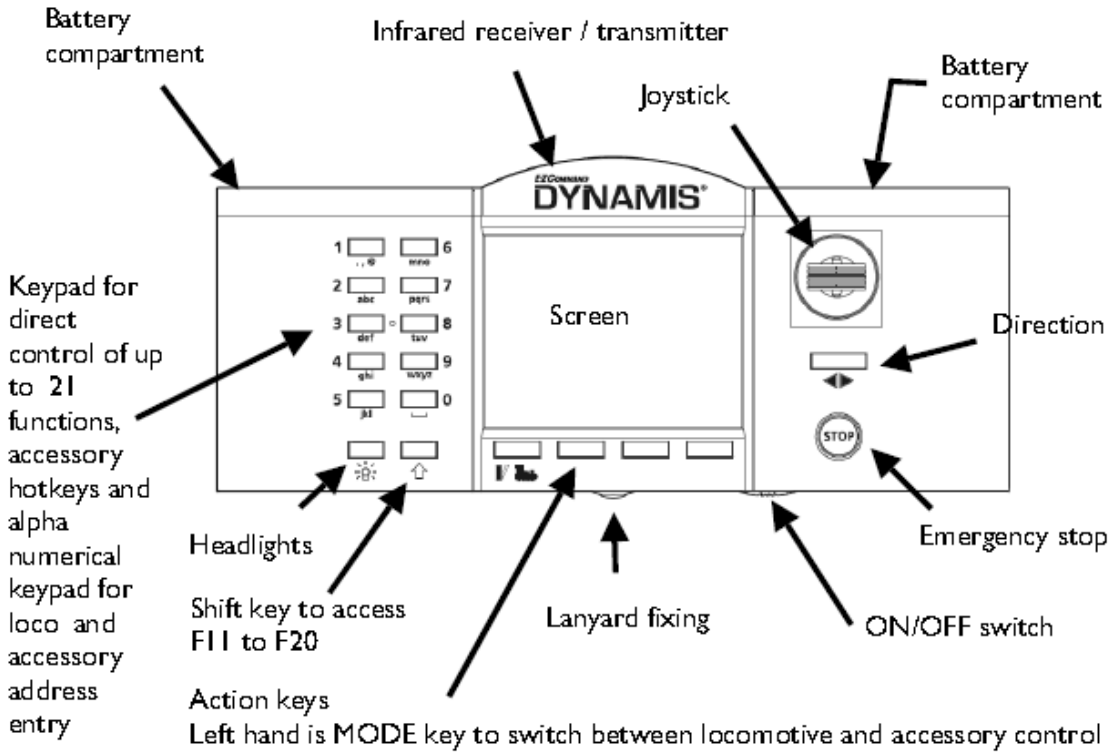 Battery
compartment
Infrared receiver / transmitter
Battery
compartment
Joystick
E-Z COMMAND
DYNAMIS®
1
6
. , @
mno
2
7
abc
pqrs
3
8
def
tuv
4
9
ghi
wxyz
5
0
jkl
Screen
Keypad for
direct
control of up
to 21
functions,
accessory
hotkeys and
alpha
numerical
keypad for
loco and
accessory
address
entry
Direction
STOP
Headlights
Emergency stop
Shift key to access
F11 to F20
Lanyard fixing
ON/OFF switch
Action keys
Left hand is MODE key to switch between locomotive and accessory control